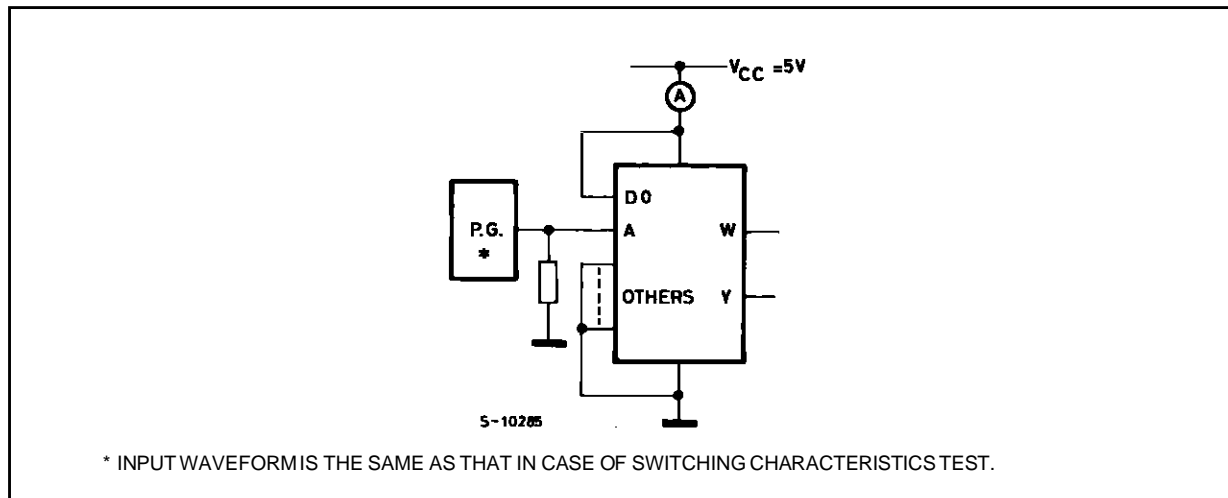 V_CC =5V
A
D0
P.G.
*
A
W
OTHERS
Y
S-10285
* INPUT WAVEFORM IS THE SAME AS THAT IN CASE OF SWITCHING CHARACTERISTICS TEST.